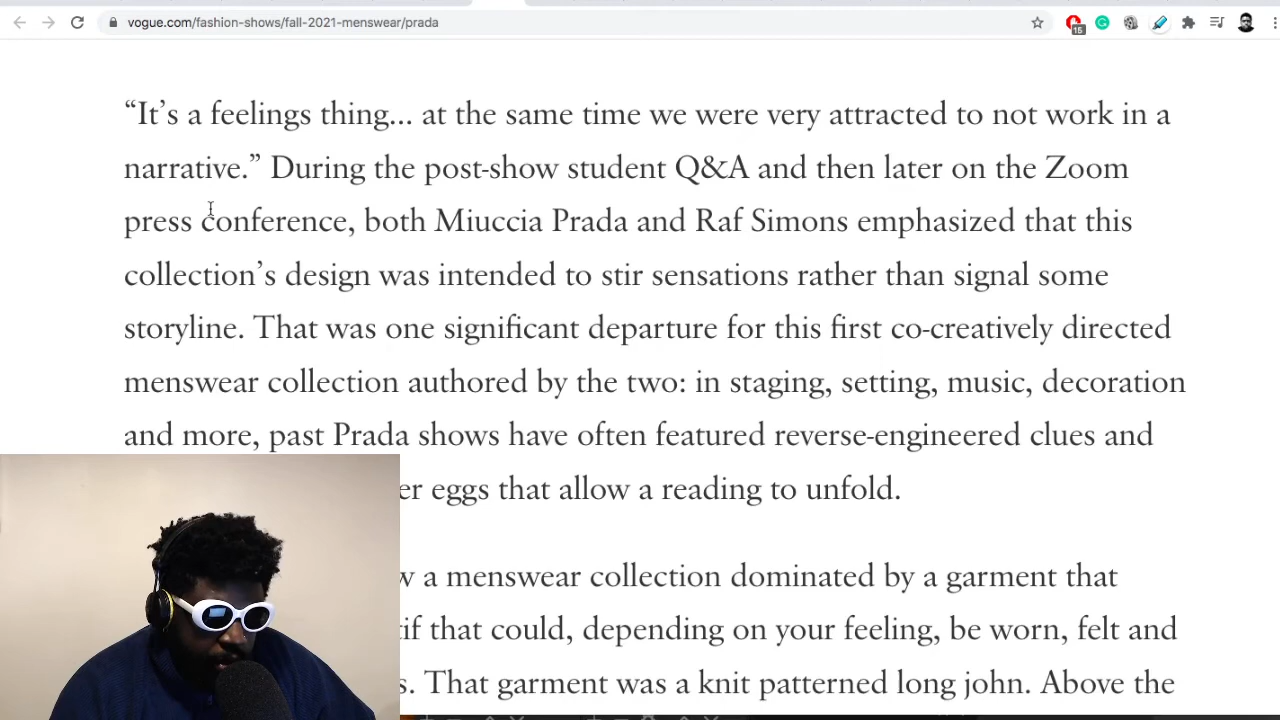 vogue.com/fashion-shows/fall-2021-menswear/prada
15
“It’s a feelings thing... at the same time we were very attracted to not work in a
narrative.” During the post-show student Q&A and then later on the Zoom
press conference, both Miuccia Prada and Raf Simons emphasized that this
collection’s design was intended to stir sensations rather than signal some
storyline. That was one significant departure for this first co-creatively directed
menswear collection authored by the two: in staging, setting, music, decoration
and more, past Prada shows have often featured reverse-engineered clues and
eggs that allow a reading to unfold.
a menswear collection dominated by a garment that
that could, depending on your feeling, be worn, felt and
That garment was a knit patterned long john. Above the